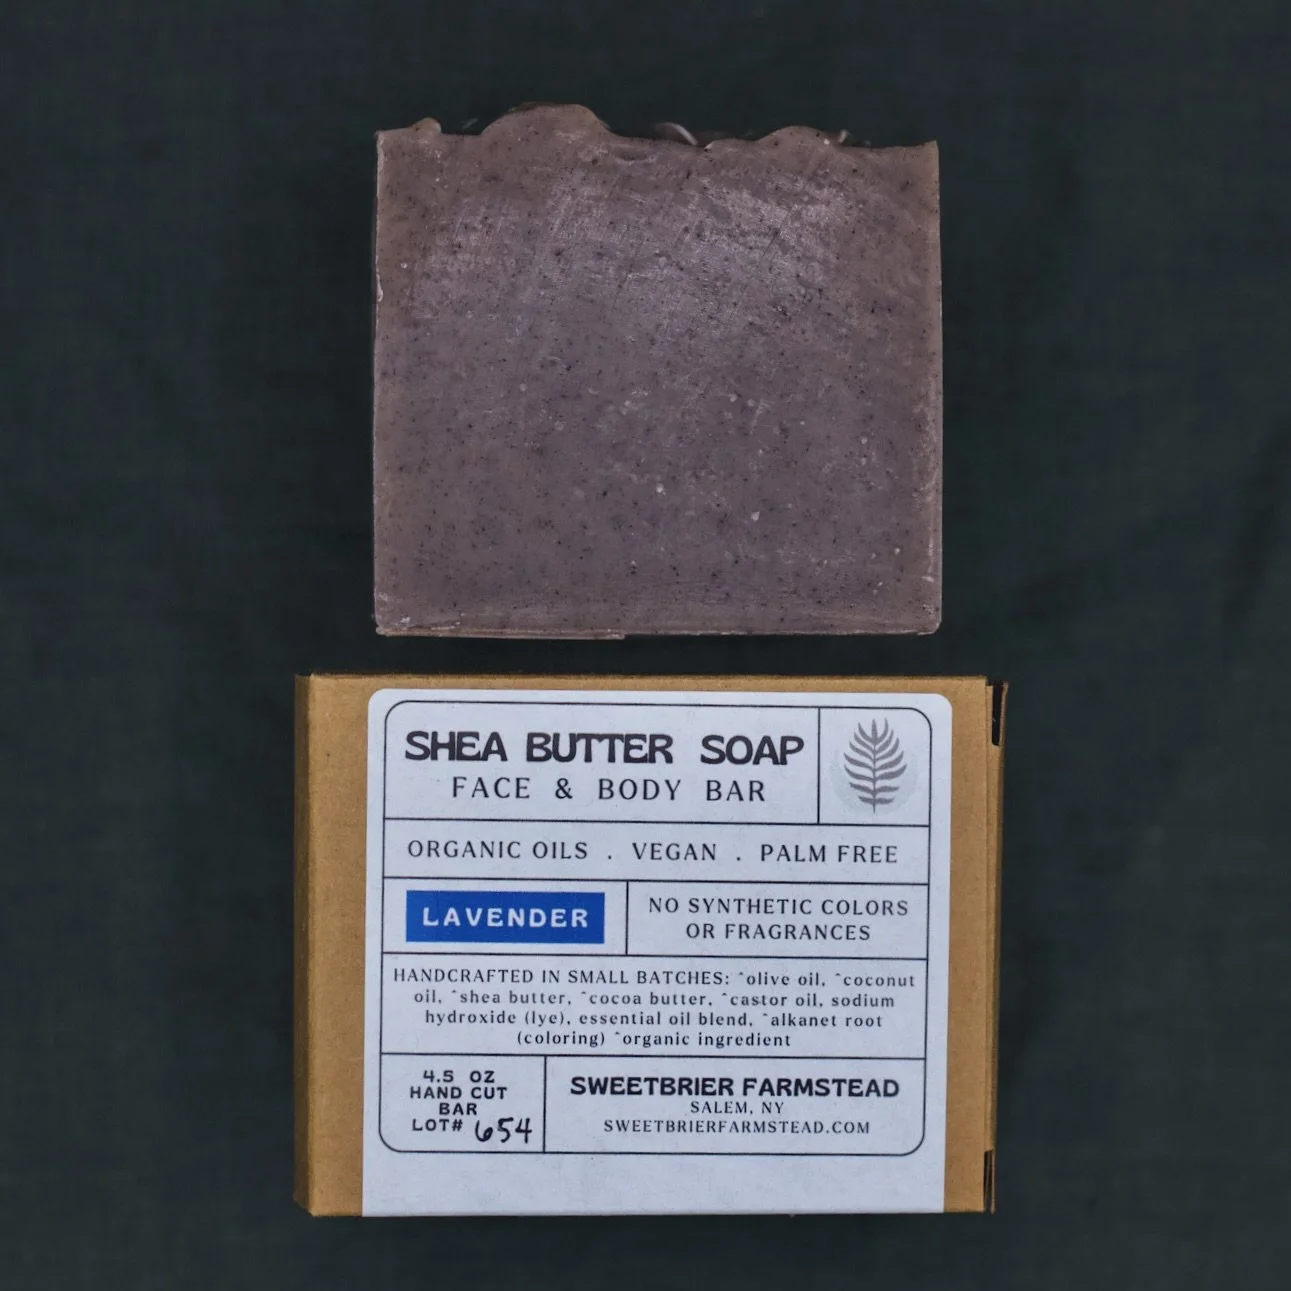 SHEA BUTTER SOAP
FACE & BODY BAR
ORGANIC OILS . VEGAN . PALM FREE
LAVENDER
NO SYNTHETIC COLORS
OR FRAGRANCES
HANDCRAFTED IN SMALL BATCHES: ^olive oil, ^coconut
oil, ^shea butter, ^cocoa butter, ^castor oil, sodium
hydroxide (lye), essential oil blend, ^alkanet root
(coloring) ^organic ingredient
4.5 OZ
HAND CUT
BAR
LOT# 654
SWEETBRIER FARMSTEAD
SALEM, NY
SWEETBRIERFARMSTEAD.COM